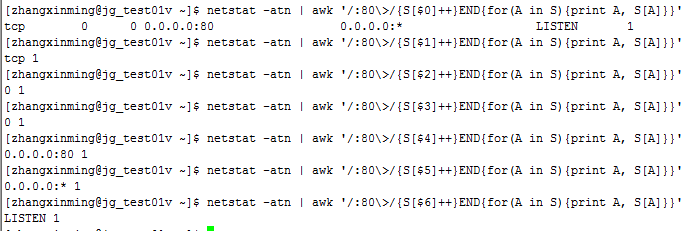 [zhangxinming@jg_test01v ~]$ netstat -atn | awk '/:80\>/{S[$0]++}END{for(A in S){print A, S[A]}}'
tcp        0      0 0.0.0.0:80                  0.0.0.0:*                   LISTEN      1
[zhangxinming@jg_test01v ~]$ netstat -atn | awk '/:80\>/{S[$1]++}END{for(A in S){print A, S[A]}}'
tcp 1
[zhangxinming@jg_test01v ~]$ netstat -atn | awk '/:80\>/{S[$2]++}END{for(A in S){print A, S[A]}}'
0 1
[zhangxinming@jg_test01v ~]$ netstat -atn | awk '/:80\>/{S[$3]++}END{for(A in S){print A, S[A]}}'
0 1
[zhangxinming@jg_test01v ~]$ netstat -atn | awk '/:80\>/{S[$4]++}END{for(A in S){print A, S[A]}}'
0.0.0.0:80 1
[zhangxinming@jg_test01v ~]$ netstat -atn | awk '/:80\>/{S[$5]++}END{for(A in S){print A, S[A]}}'
0.0.0.0:* 1
[zhangxinming@jg_test01v ~]$ netstat -atn | awk '/:80\>/{S[$6]++}END{for(A in S){print A, S[A]}}'
LISTEN 1